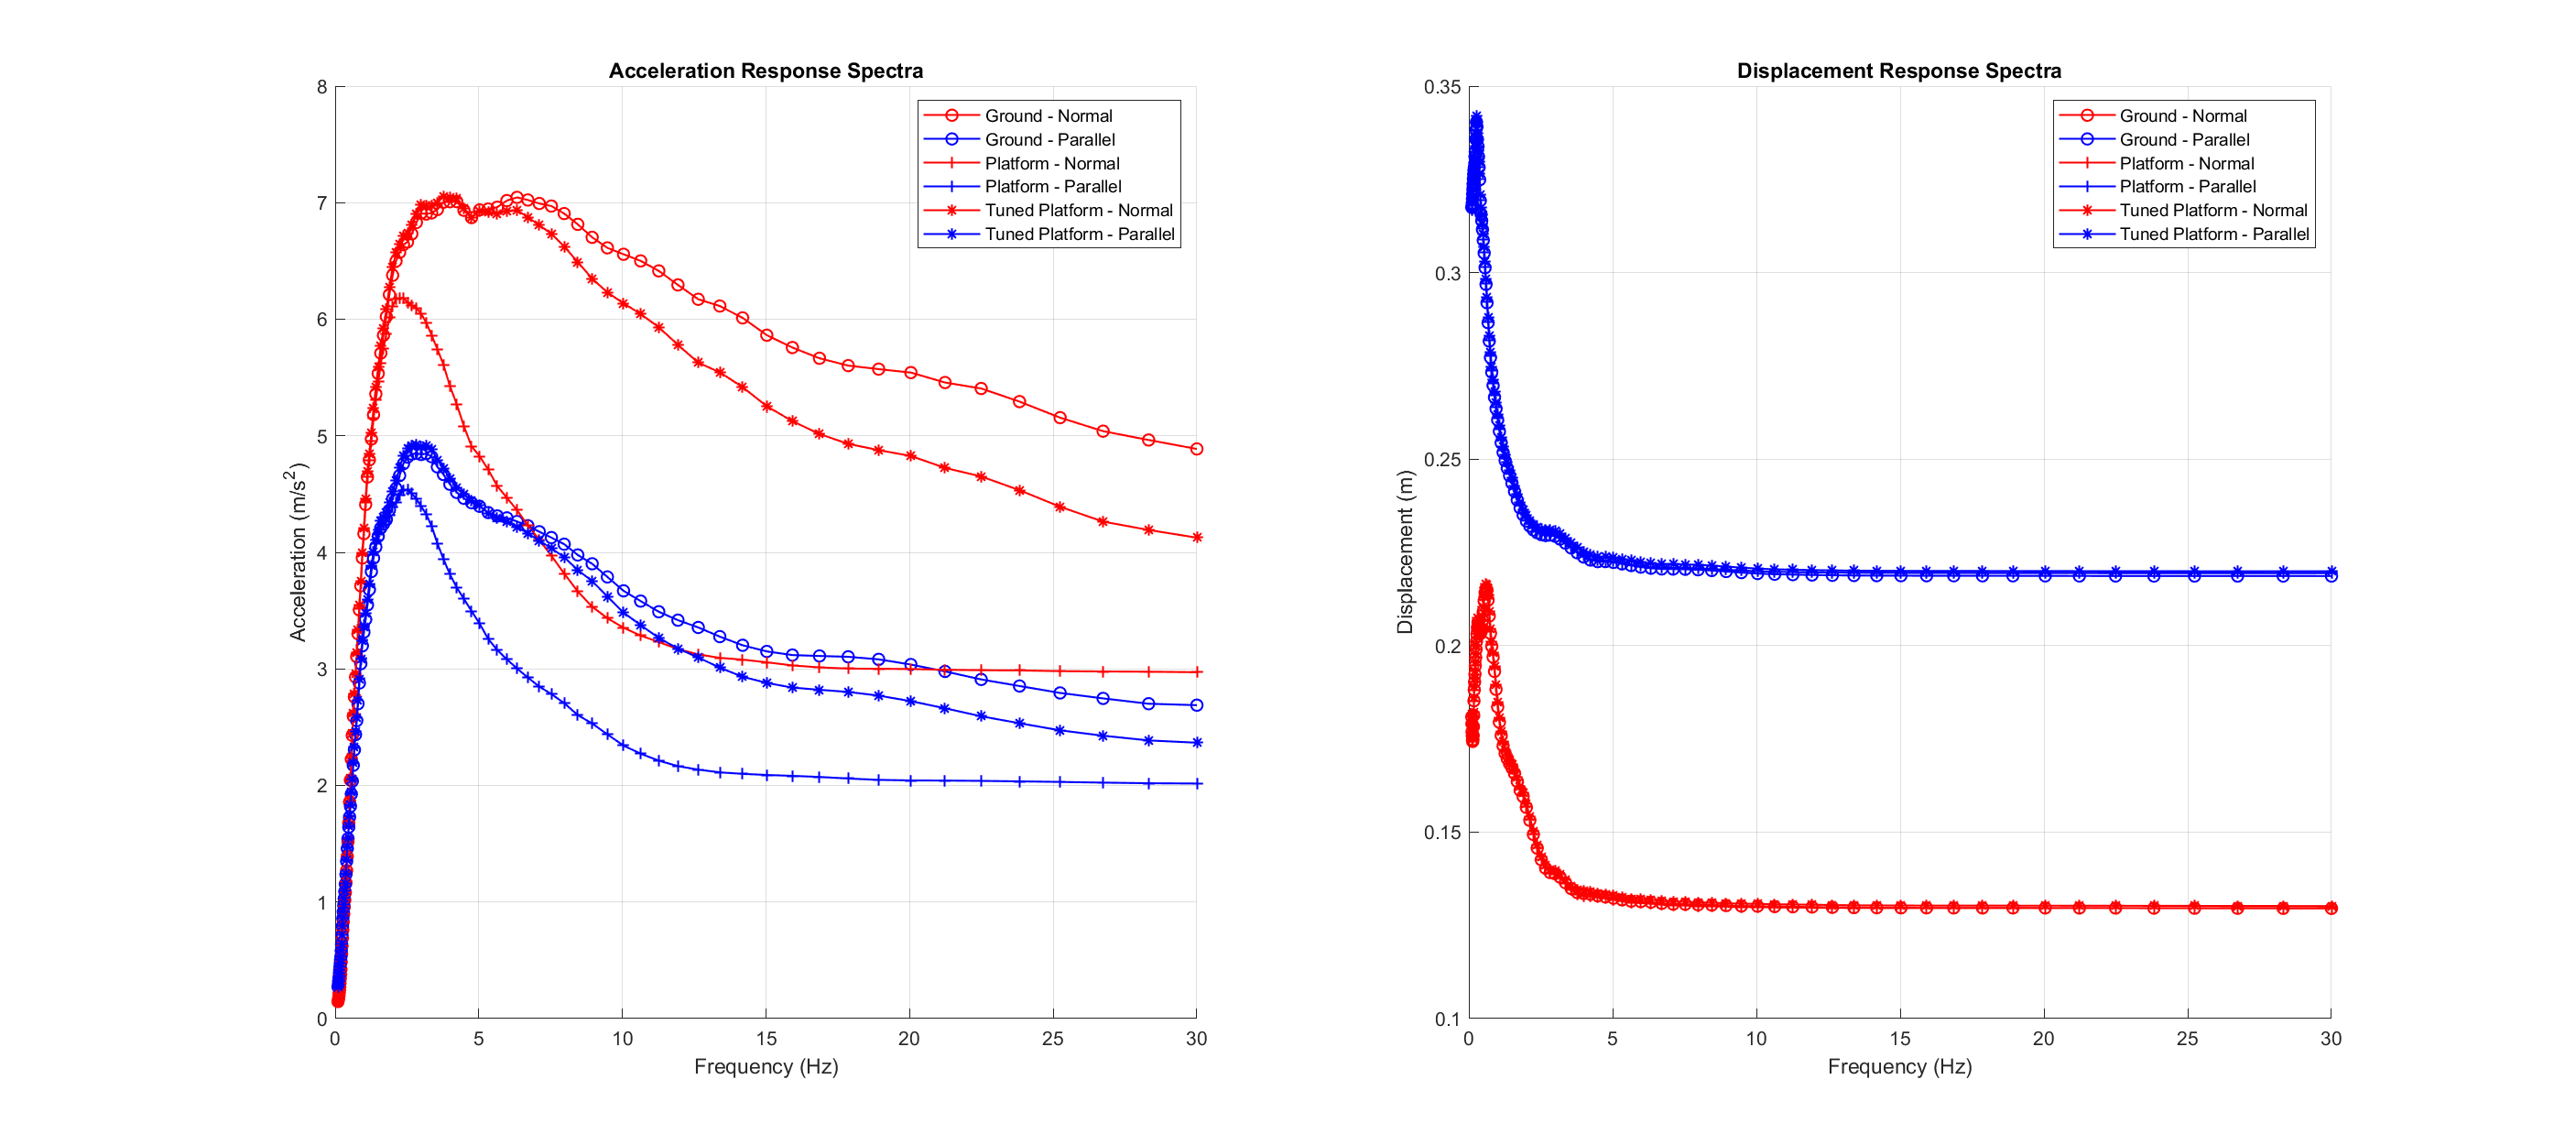 Acceleration Response Spectra
8
7
6
5
4
3
2
1
0
Acceleration (m/s²)
0 5 10 15 20 25 30
Frequency (Hz)
Ground - Normal
Ground - Parallel
Platform - Normal
Platform - Parallel
Tuned Platform - Normal
Tuned Platform - Parallel
Displacement Response Spectra
0.35
0.3
0.25
0.2
0.15
0.1
Displacement (m)
0 5 10 15 20 25 30
Frequency (Hz)
Ground - Normal
Ground - Parallel
Platform - Normal
Platform - Parallel
Tuned Platform - Normal
Tuned Platform - Parallel